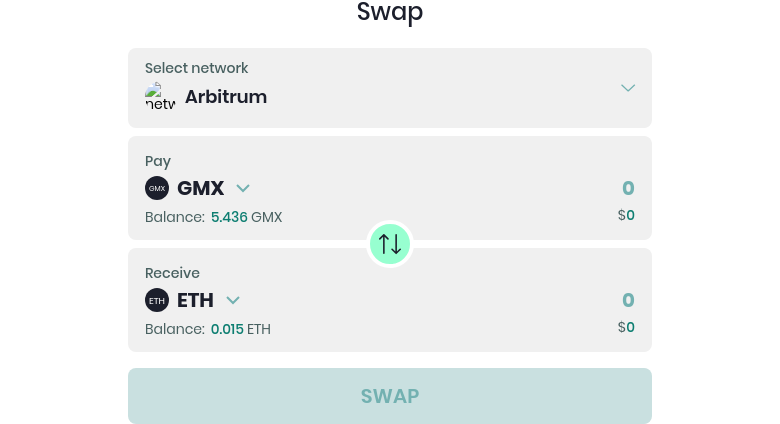 Swap
Select network
netw
Arbitrum
Pay
GMX
GMX
0
Balance: 5.436 GMX
$0
Receive
ETH
ETH
0
Balance: 0.015 ETH
$0
SWAP